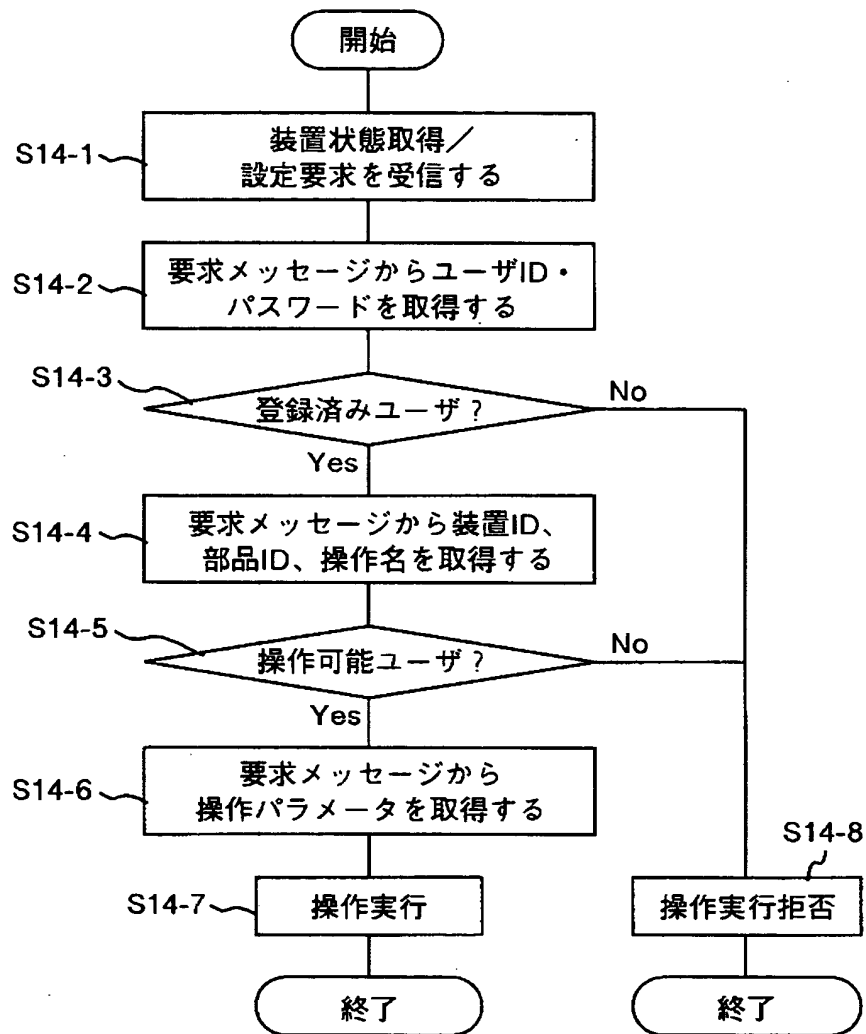 開始
S14-1
装置状態取得／
設定要求を受信する
S14-2
要求メッセージからユーザID・
パスワードを取得する
S14-3
登録済みユーザ？
No
Yes
S14-4
要求メッセージから装置ID、
部品ID、操作名を取得する
S14-5
操作可能ユーザ？
No
Yes
S14-6
要求メッセージから
操作パラメータを取得する
S14-7
操作実行
S14-8
操作実行拒否
終了
終了